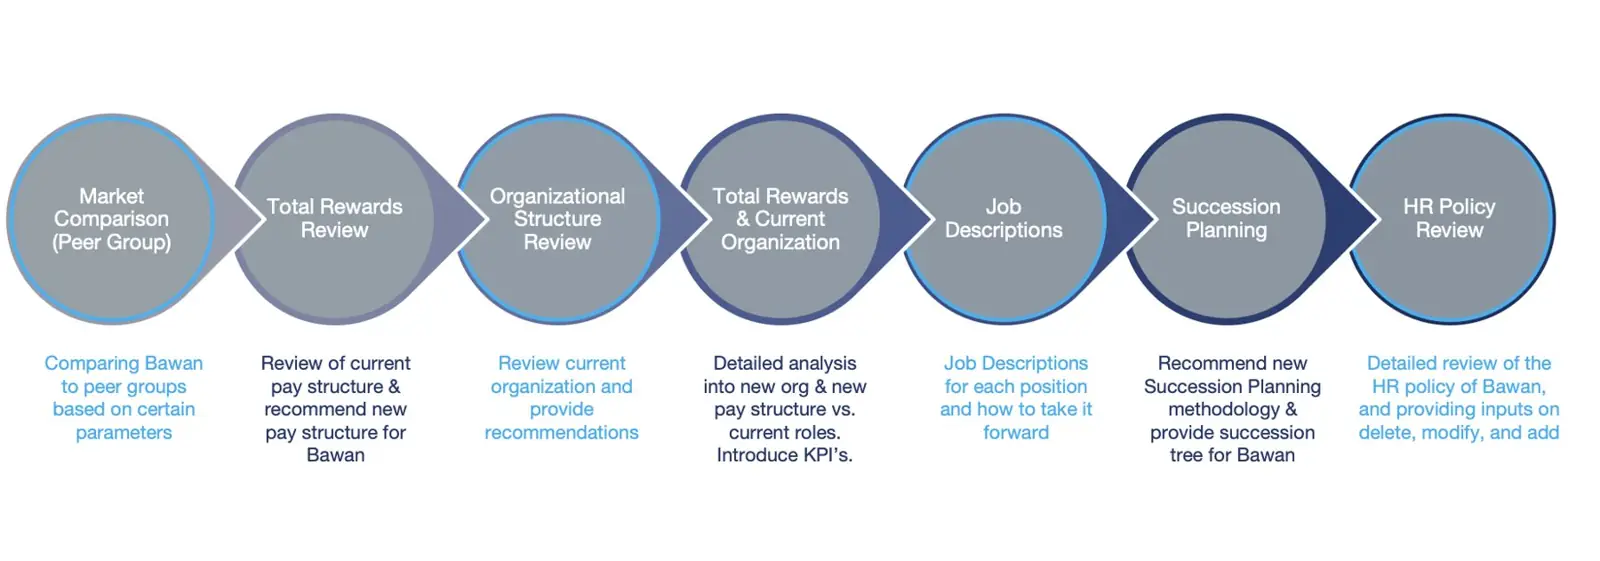 Market
Comparison
(Peer Group)
Total Rewards
Review
Organizational
Structure
Review
Total Rewards
& Current
Organization
Job
Descriptions
Succession
Planning
HR Policy
Review
Comparing Bawan
to peer groups
based on certain
parameters
Review of current
pay structure &
recommend new
pay structure for
Bawan
Review current
organization and
provide
recommendations
Detailed analysis
into new org & new
pay structure vs.
current roles.
Introduce KPI's.
Job Descriptions
for each position
and how to take it
forward
Recommend new
Succession Planning
methodology &
provide succession
tree for Bawan
Detailed review of the
HR policy of Bawan,
and providing inputs on
delete, modify, and add